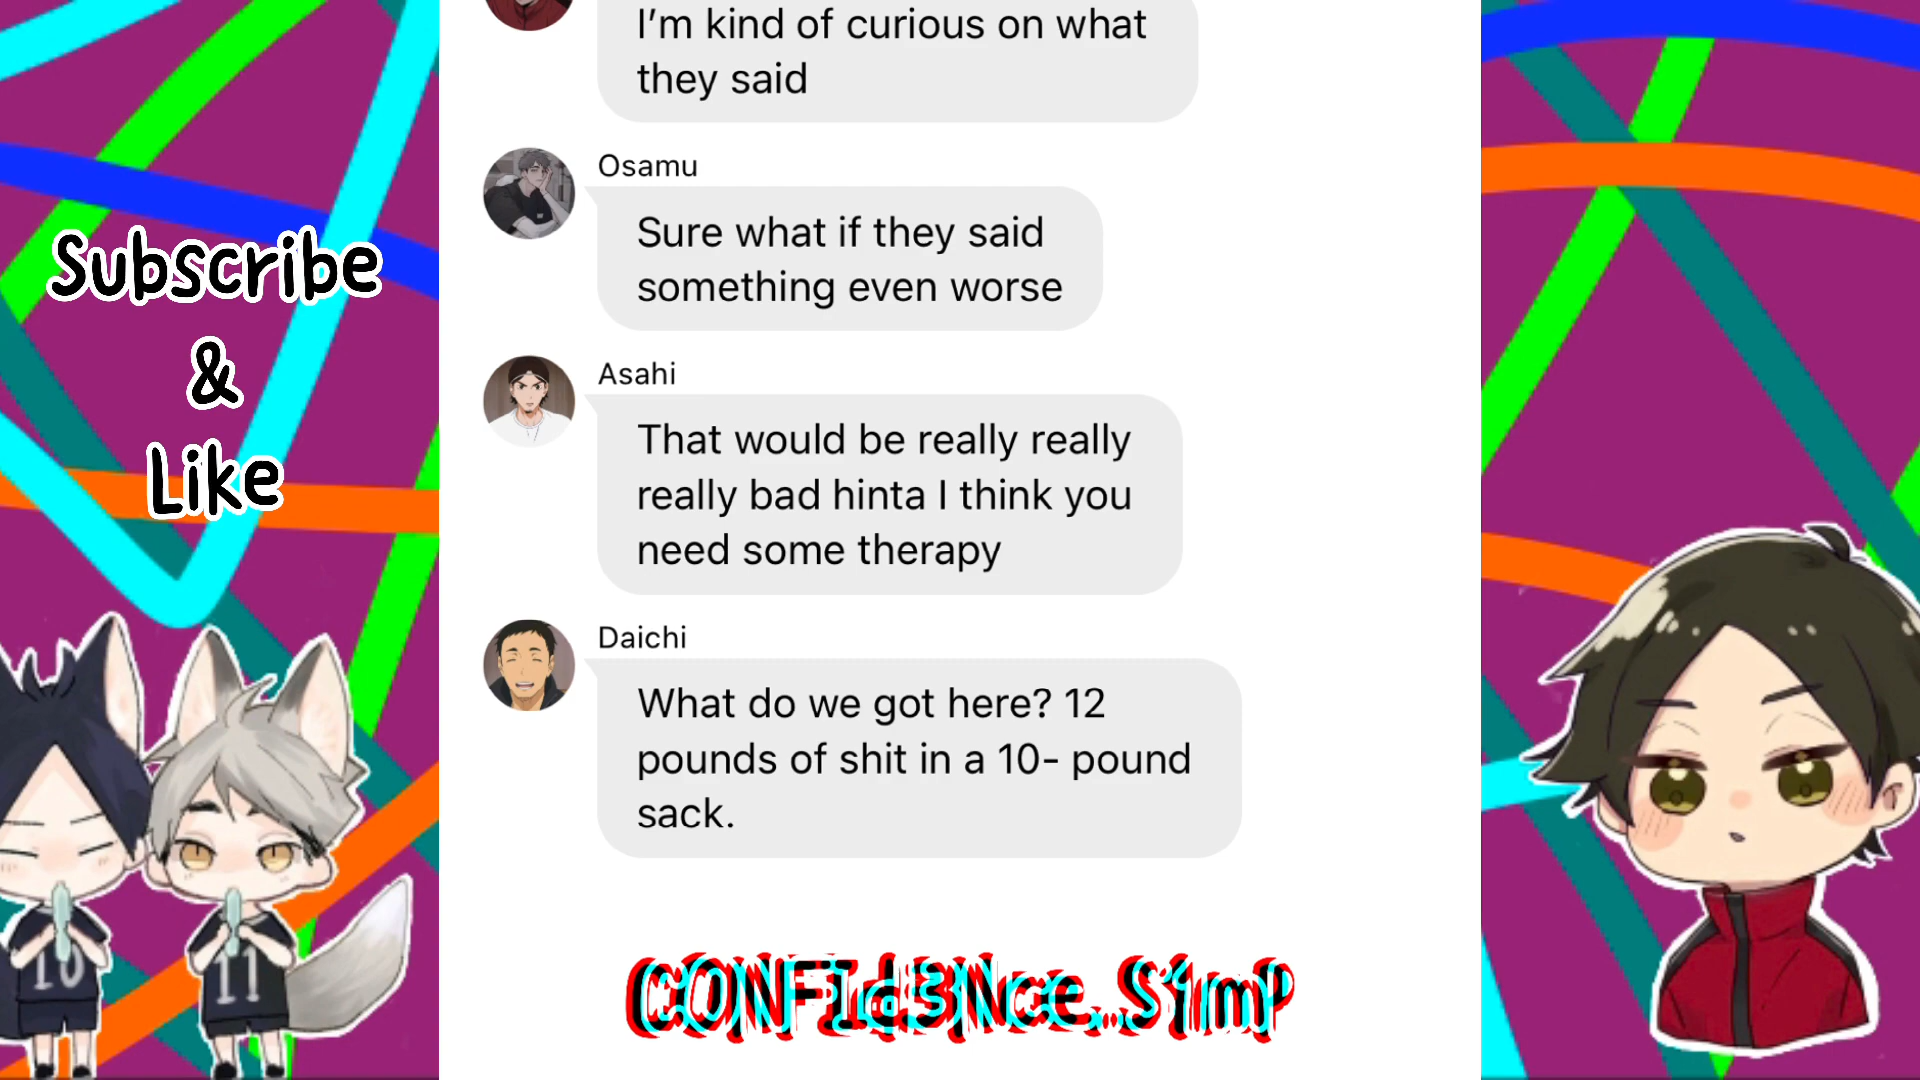 I’m kind of curious on what
they said
Osamu
Sure what if they said
something even worse
Asahi
That would be really really
really bad hinta I think you
need some therapy
Daichi
What do we got here? 12
pounds of shit in a 10- pound
sack.
Subscribe
&
Like
10
11
CONFId3Nce..S1mP